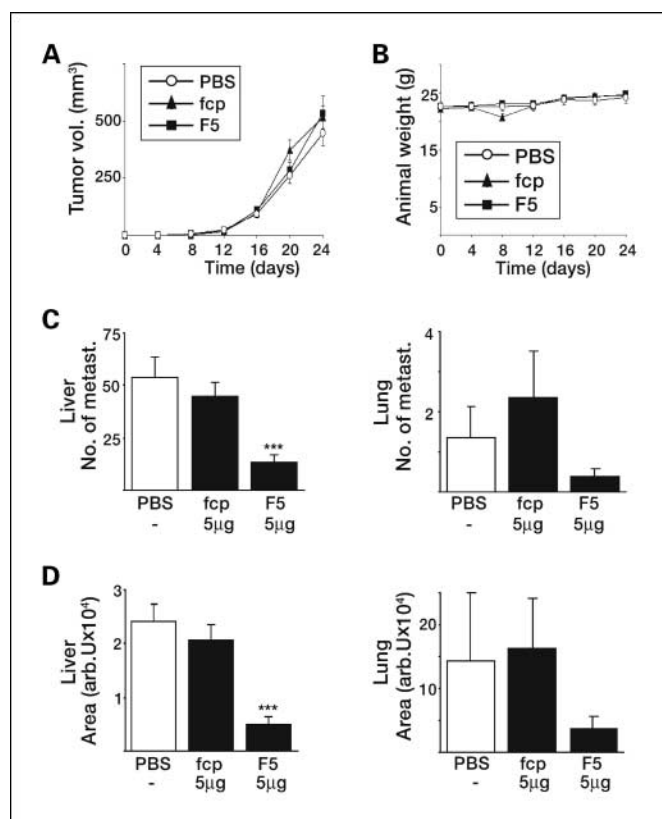 A
Tumor vol. (mm³)
500
250
PBS
fcp
F5
0 4 8 12 16 20 24
Time (days)
B
Animal weight (g)
25
15
5
PBS
fcp
F5
0 4 8 12 16 20 24
Time (days)
C
Liver
No. of metast.
75
50
25
***
PBS fcp F5
- 5μg 5μg
Lung
No. of metast.
4
2
PBS fcp F5
- 5μg 5μg
D
Liver
Area (arb.Ux10⁴)
3
2
1
***
PBS fcp F5
- 5μg 5μg
Lung
Area (arb.Ux10⁴)
15
10
PBS fcp F5
- 5μg 5μg